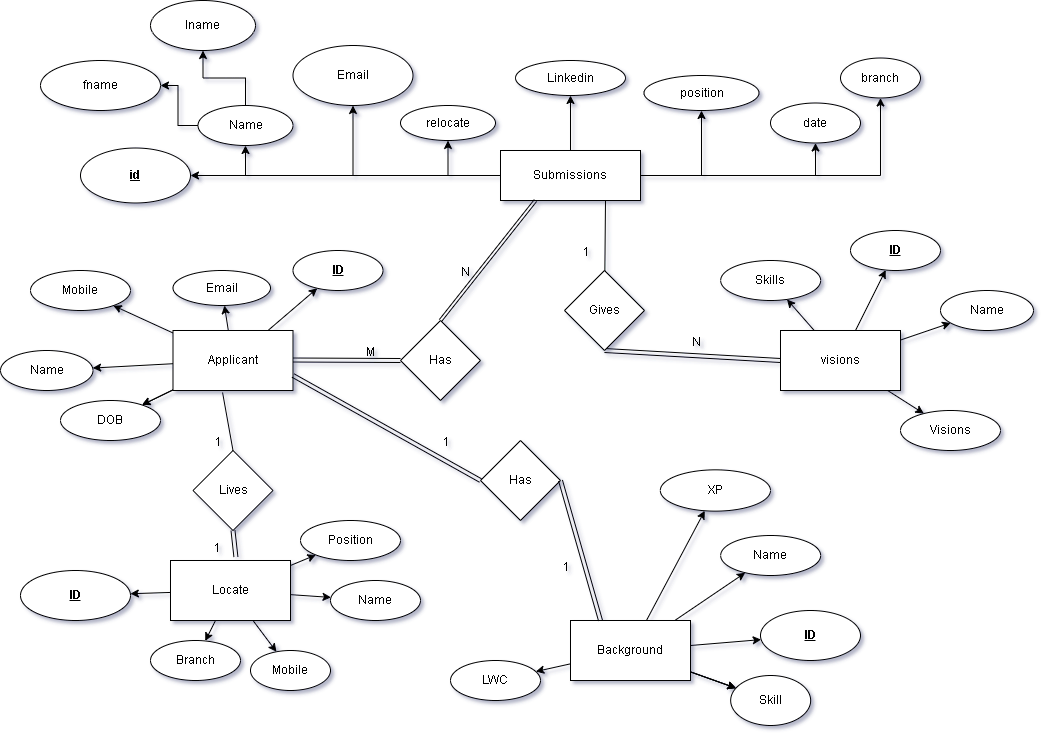 lname
Email
Linkedin
branch
fname
position
Name
relocate
date
id
Submissions
1
ID
N
ID
Skills
Mobile
Email
Gives
Name
M
N
Applicant
Has
visions
Name
DOB
Visions
1
1
Lives
Has
XP
1
Position
Name
1
ID
Locate
Name
ID
Background
Branch
Mobile
LWC
Skill